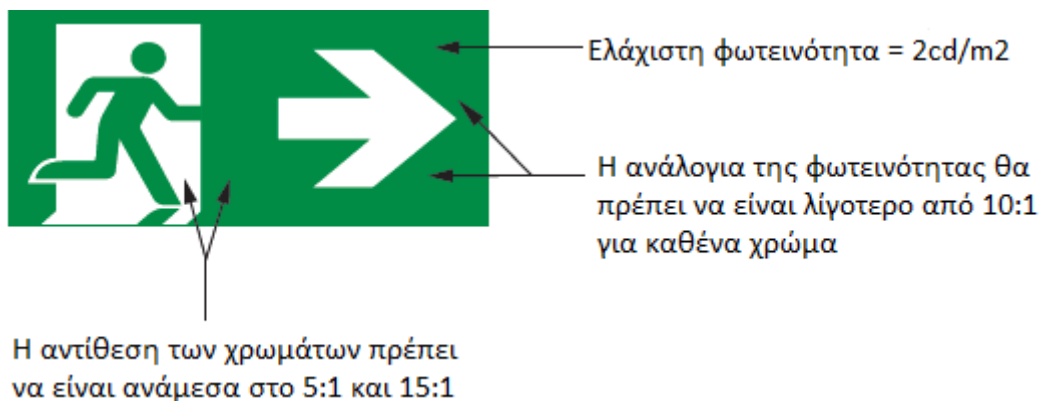 Ελάχιστη φωτεινότητα = 2cd/m2
Η ανάλογια της φωτεινότητας θα
πρέπει να είναι λίγοτερο από 10:1
για καθένα χρώμα
Η αντίθεση των χρωμάτων πρέπει
να είναι ανάμεσα στο 5:1 και 15:1